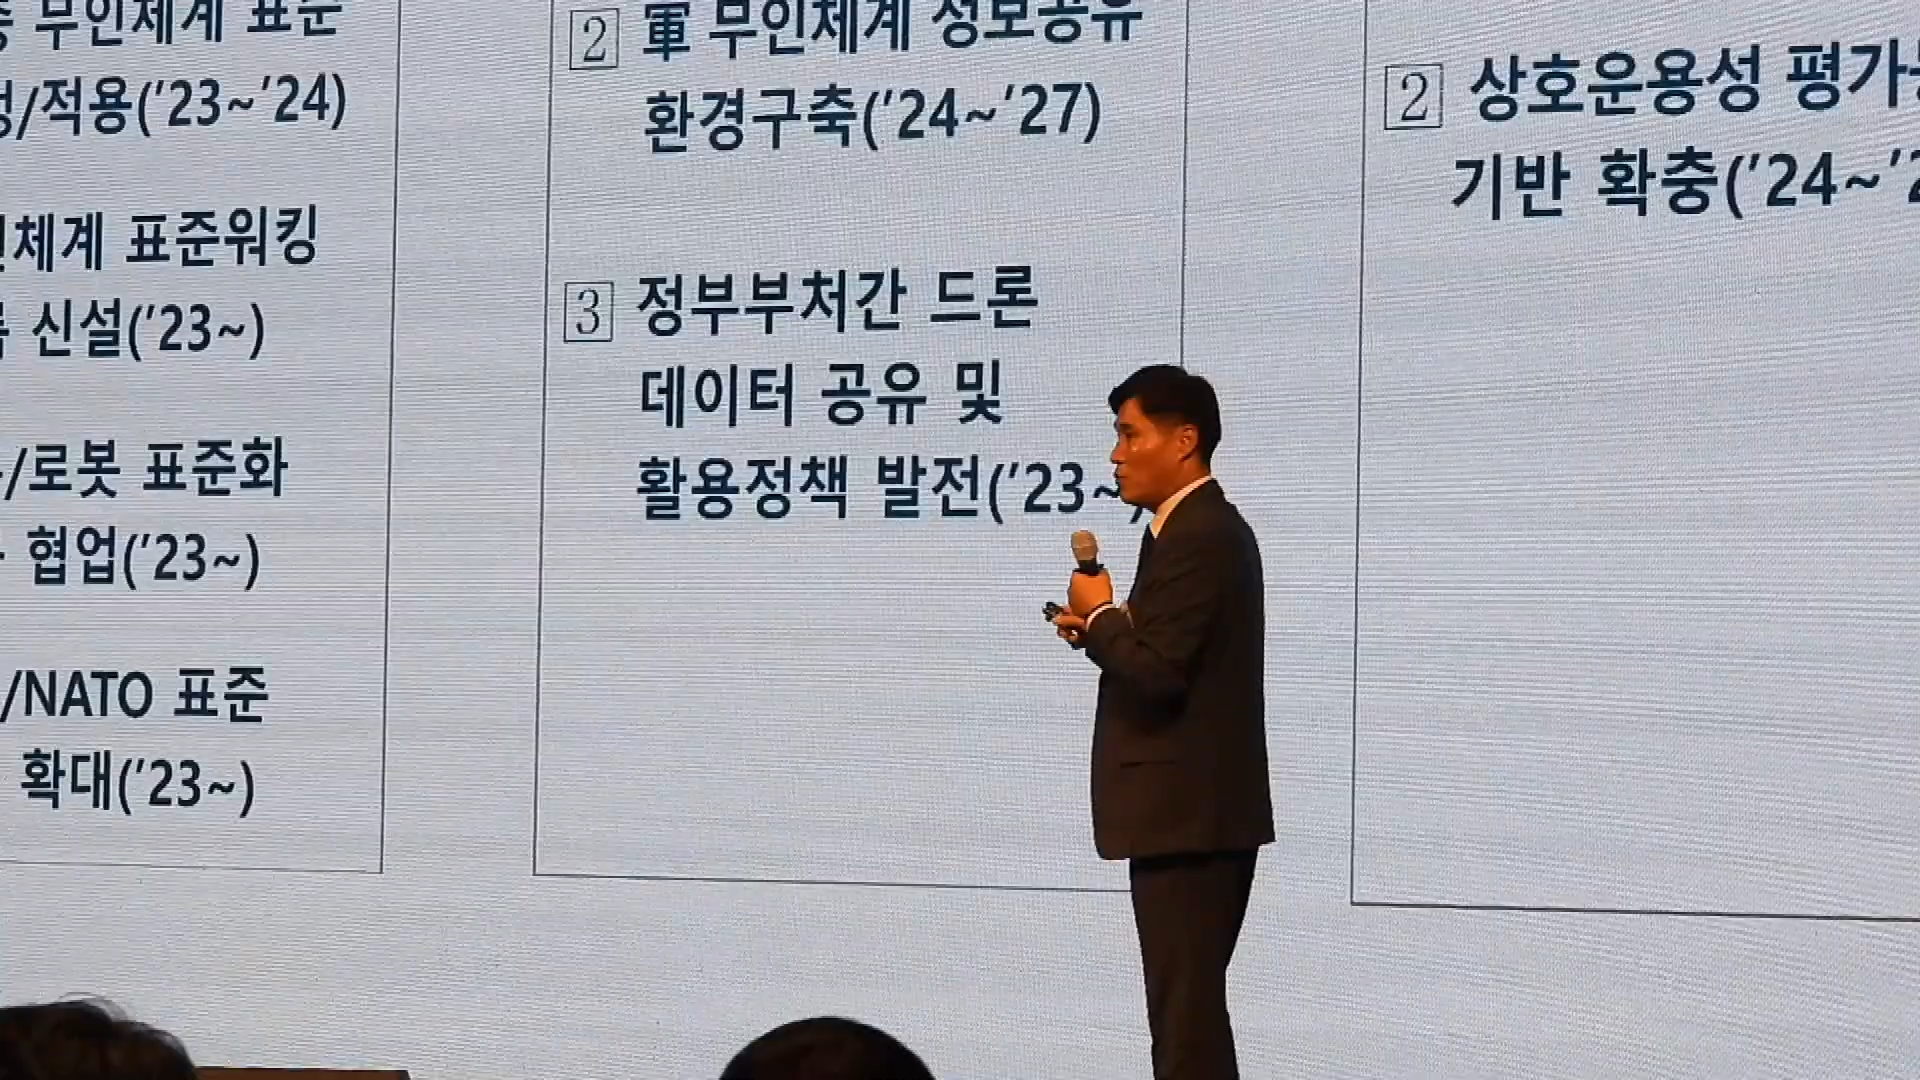 무인체계 표준
/적용('23~'24)
체계 표준워킹
신설('23~)
/로봇 표준화
협업('23~)
/NATO 표준
확대('23~)
2 軍 무인체계 정보공유
환경구축('24~'27)
3 정부부처간 드론
데이터 공유 및
활용정책 발전('23~)
2 상호운용성 평가
기반 확충('24~'2